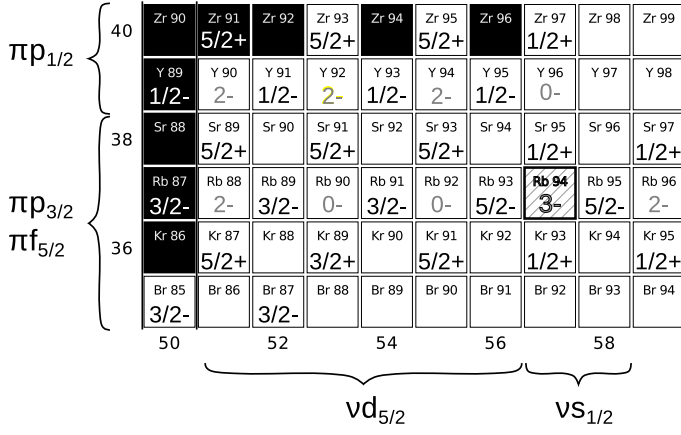 40 Zr 90 Zr 91 Zr 92 Zr 93 Zr 94 Zr 95 Zr 96 Zr 97 Zr 98 Zr 99
5/2+ 5/2+ 5/2+ 1/2+
πp1/2
Y 89 Y 90 Y 91 Y 92 Y 93 Y 94 Y 95 Y 96 Y 97 Y 98
1/2- 2- 1/2- 2- 1/2- 2- 1/2- 0-
38 Sr 88 Sr 89 Sr 90 Sr 91 Sr 92 Sr 93 Sr 94 Sr 95 Sr 96 Sr 97
5/2+ 5/2+ 5/2+ 1/2+ 1/2+
Rb 87 Rb 88 Rb 89 Rb 90 Rb 91 Rb 92 Rb 93 Rb 94 Rb 95 Rb 96
πp3/2 3/2- 2- 3/2- 0- 3/2- 0- 5/2- 3- 5/2- 2-
πf5/2
36 Kr 86 Kr 87 Kr 88 Kr 89 Kr 90 Kr 91 Kr 92 Kr 93 Kr 94 Kr 95
5/2+ 3/2+ 5/2+ 1/2+ 1/2+
Br 85 Br 86 Br 87 Br 88 Br 89 Br 90 Br 91 Br 92 Br 93 Br 94
3/2- 3/2-
50 52 54 56 58
νd5/2 νs1/2